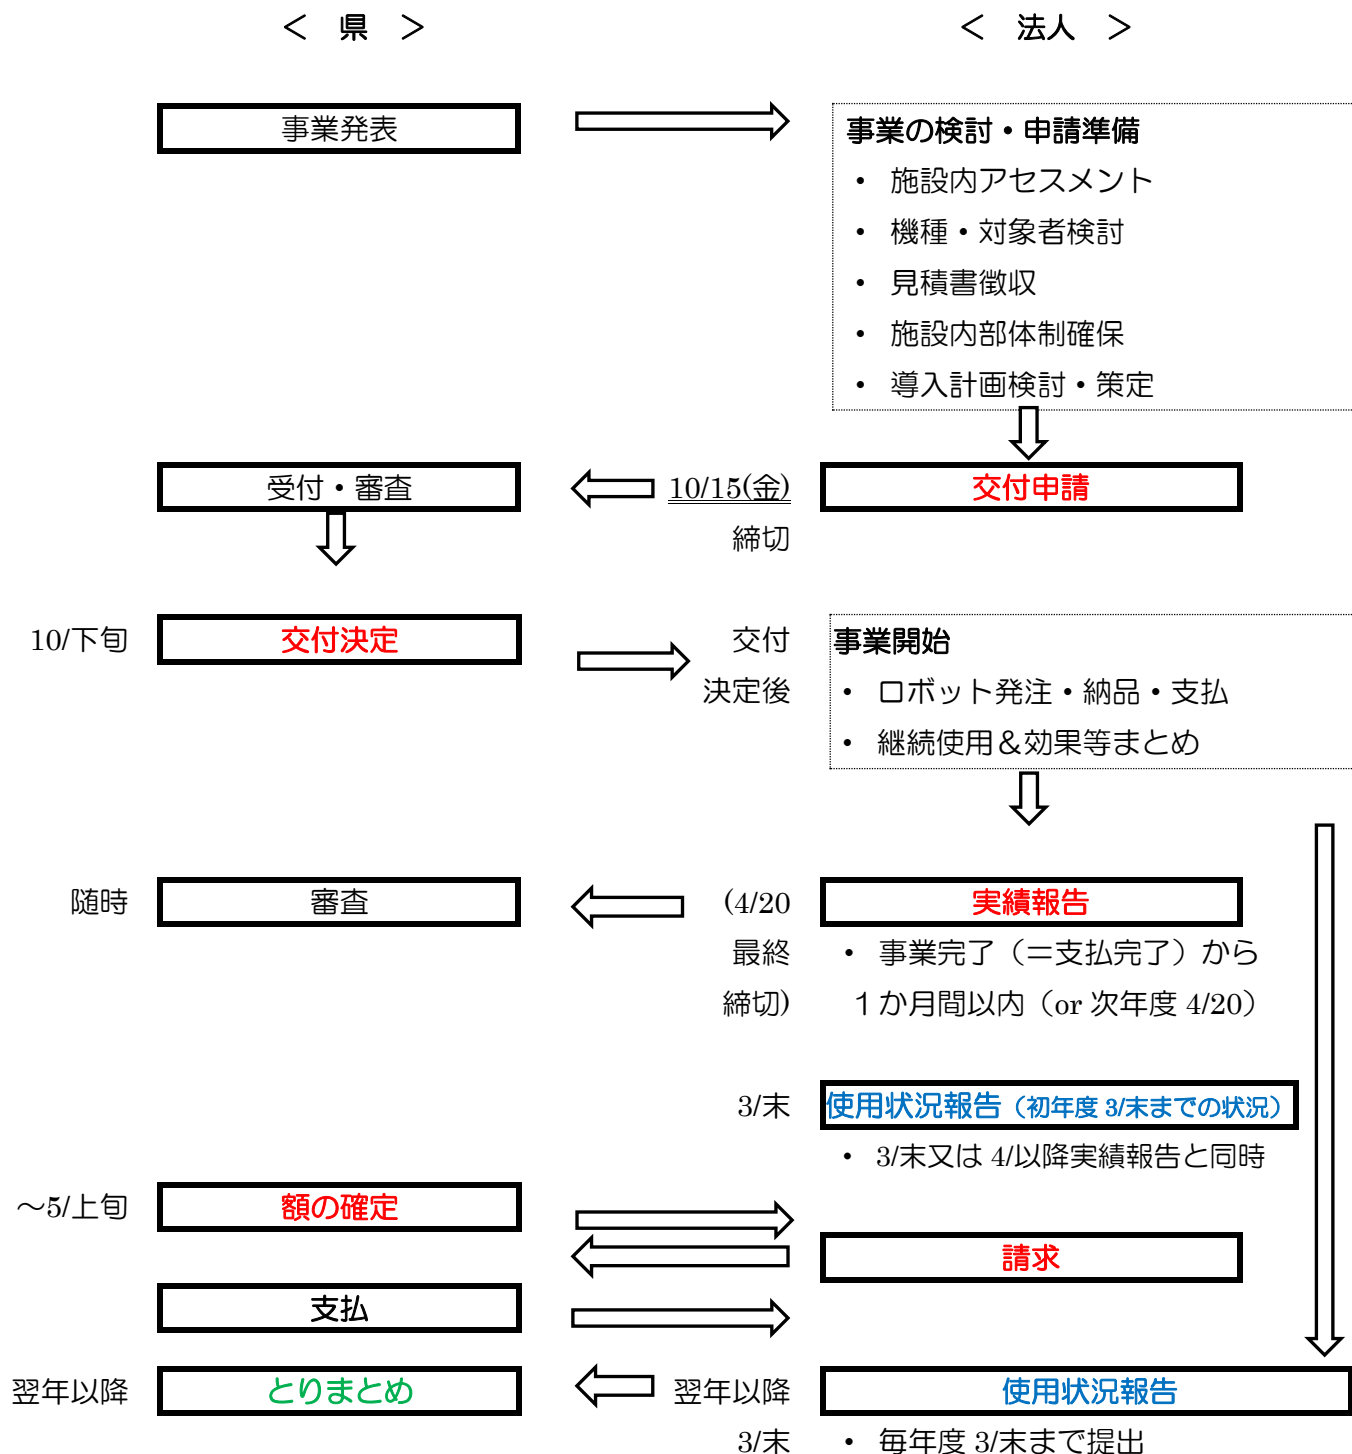 ＜　県　＞
＜　法人　＞
事業発表
事業の検討・申請準備
・ 施設内アセスメント
・ 機種・対象者検討
・ 見積書徴収
・ 施設内部体制確保
・ 導入計画検討・策定
受付・審査
10/15(金)
締切
交付申請
10/下旬
交付決定
交付
決定後
事業開始
・ ロボット発注・納品・支払
・ 継続使用＆効果等まとめ
随時
審査
(4/20
最終
締切)
実績報告
・ 事業完了（＝支払完了）から
１か月間以内（or 次年度 4/20）
3/末
使用状況報告（初年度 3/末までの状況）
・ 3/末又は 4/以降実績報告と同時
～5/上旬
額の確定
請求
支払
翌年以降
とりまとめ
翌年以降
3/末
使用状況報告
・ 毎年度 3/末まで提出